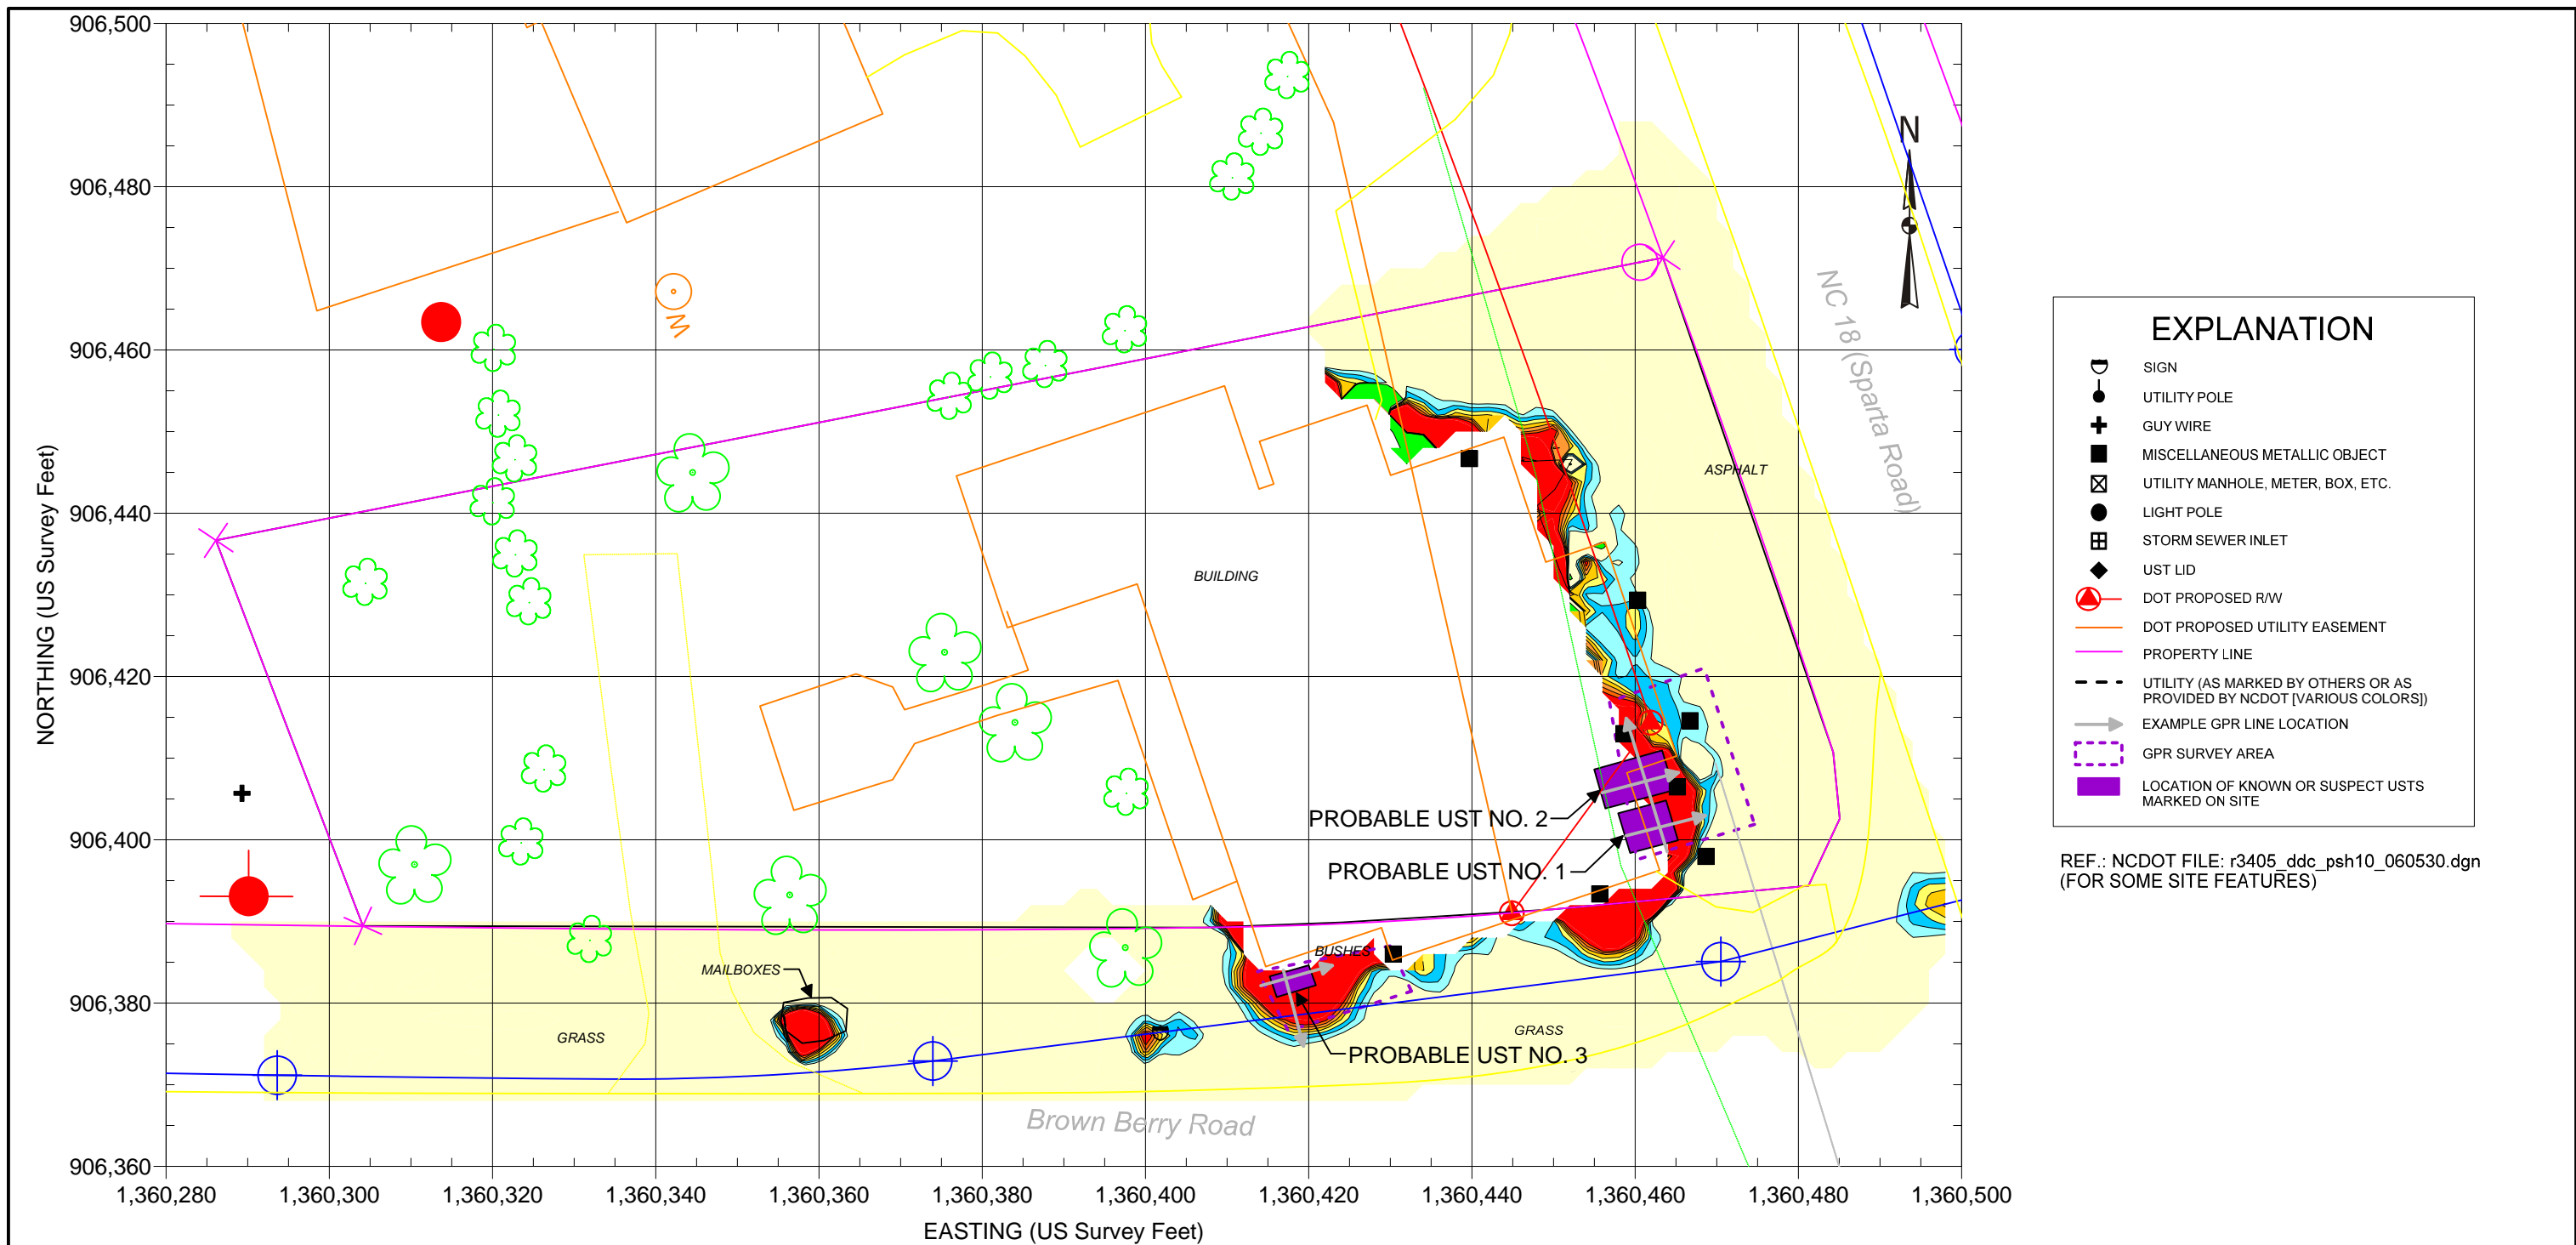 906,500
906,480
906,460
906,440
906,420
906,400
906,380
906,360
NORTHING (US Survey Feet)
1,360,280
1,360,300
1,360,320
1,360,340
1,360,360
1,360,380
1,360,400
1,360,420
1,360,440
1,360,460
1,360,480
1,360,500
EASTING (US Survey Feet)
N
NC 18 (Sparta Road)
ASPHALT
W
BUILDING
PROBABLE UST NO. 2
PROBABLE UST NO. 1
BUSHES
MAILBOXES
GRASS
GRASS
PROBABLE UST NO. 3
Brown Berry Road
EXPLANATION
SIGN
UTILITY POLE
GUY WIRE
MISCELLANEOUS METALLIC OBJECT
UTILITY MANHOLE, METER, BOX, ETC.
LIGHT POLE
STORM SEWER INLET
UST LID
DOT PROPOSED R/W
DOT PROPOSED UTILITY EASEMENT
PROPERTY LINE
UTILITY (AS MARKED BY OTHERS OR AS
PROVIDED BY NCDOT [VARIOUS COLORS])
EXAMPLE GPR LINE LOCATION
GPR SURVEY AREA
LOCATION OF KNOWN OR SUSPECT USTS
MARKED ON SITE
REF.: NCDOT FILE: r3405_ddc_psh10_060530.dgn
(FOR SOME SITE FEATURES)